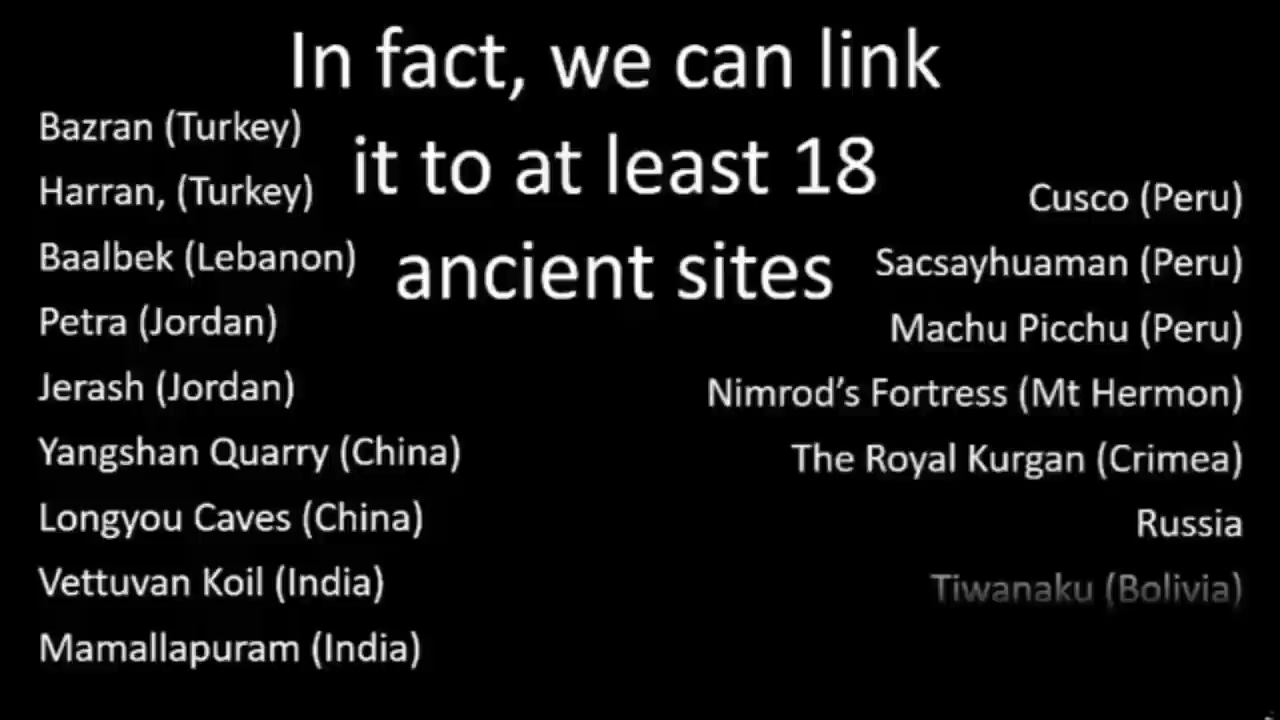 In fact, we can link
it to at least 18
ancient sites
Bazran (Turkey)
Harran, (Turkey)
Baalbek (Lebanon)
Petra (Jordan)
Jerash (Jordan)
Yangshan Quarry (China)
Longyou Caves (China)
Vettuvan Koil (India)
Mamallapuram (India)
Cusco (Peru)
Sacsayhuaman (Peru)
Machu Picchu (Peru)
Nimrod’s Fortress (Mt Hermon)
The Royal Kurgan (Crimea)
Russia
Tiwanaku (Bolivia)